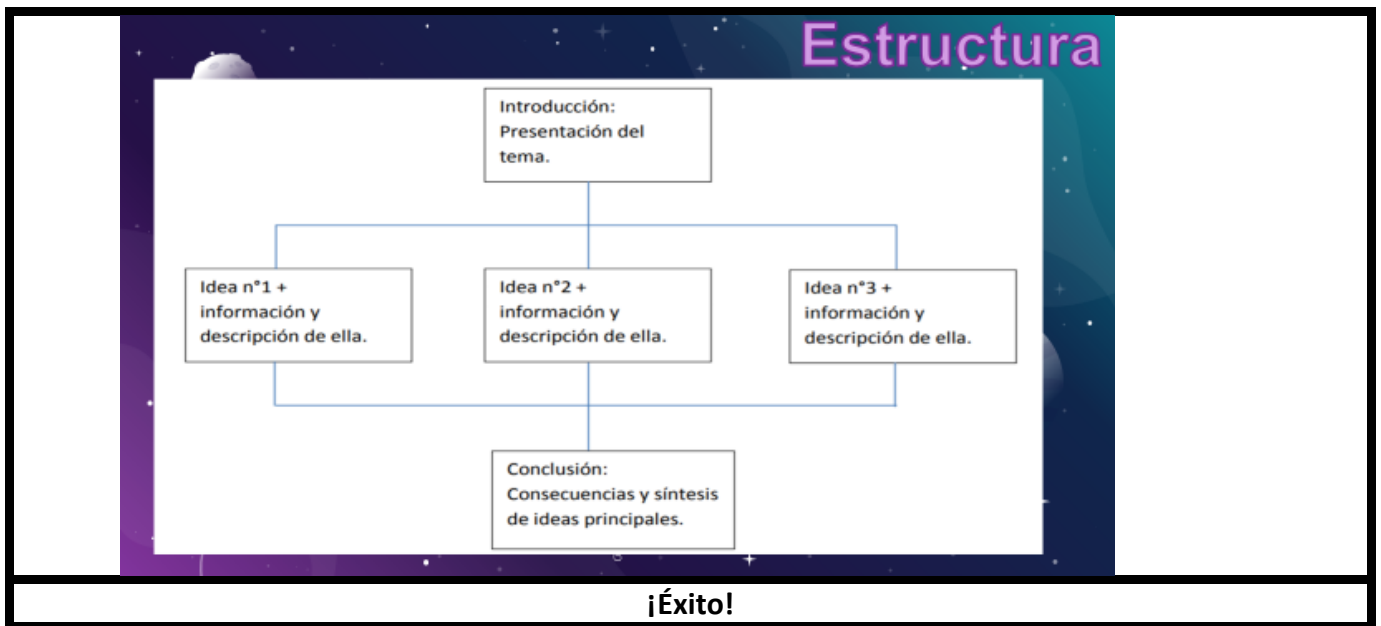 Estructura
Introducción:
Presentación del
tema.
Idea n°1 +
información y
descripción de ella.
Idea n°2 +
información y
descripción de ella.
Idea n°3 +
información y
descripción de ella.
Conclusión:
Consecuencias y síntesis
de ideas principales.
¡Éxito!